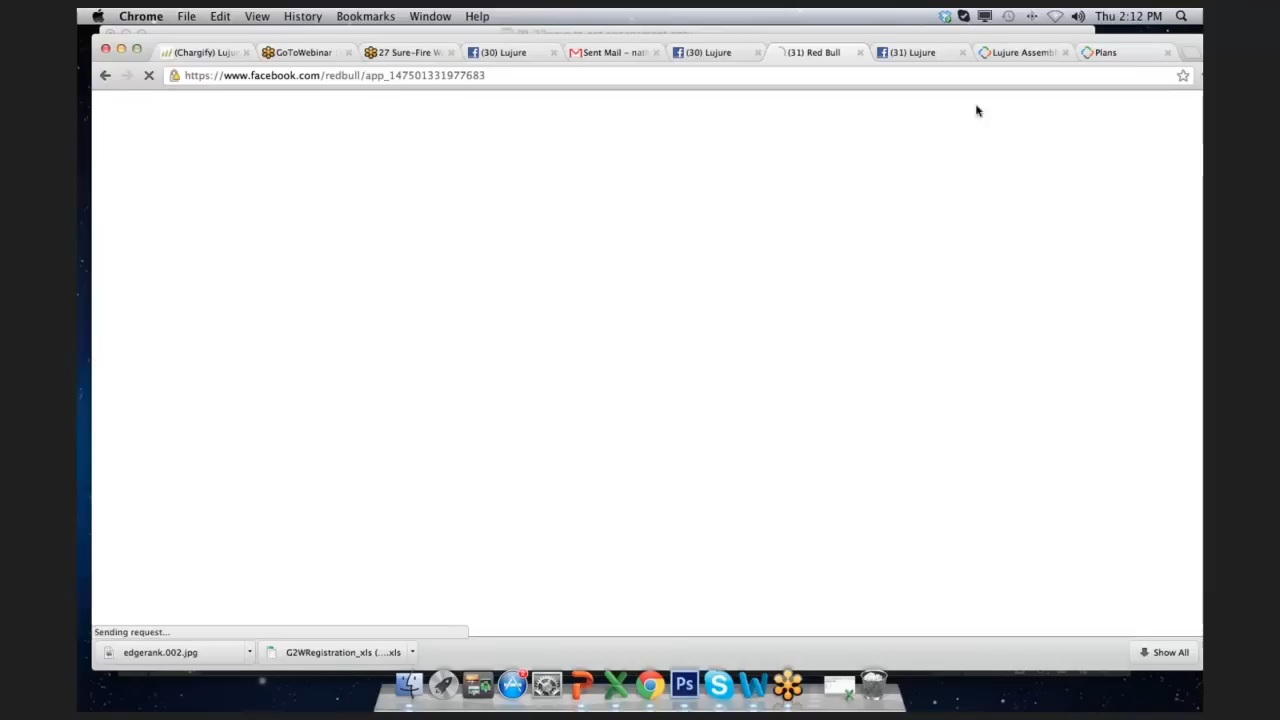 Chrome File Edit View History Bookmarks Window Help Thu 2:12 PM
(Chargify) Luju GoToWebinar 27 Sure-Fire W (30) Lujure Sent Mail – nat (30) Lujure (31) Red Bull (31) Lujure Lujure Assembl Plans
https://www.facebook.com/redbull/app_147501331977683
Sending request...
edgerank.002.jpg G2WRegistration_xls (....xls Show All
Ps